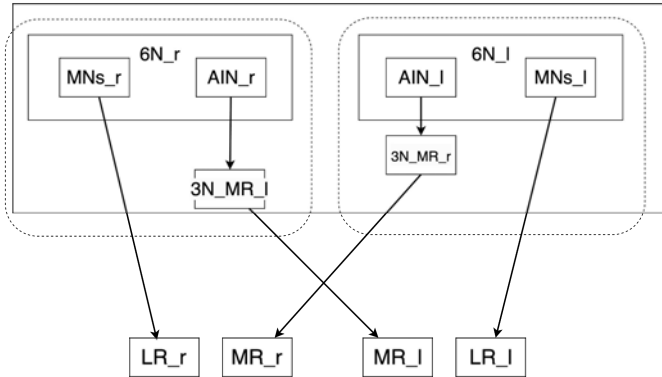 6N_r
6N_l
MNs_r
AIN_r
AIN_l
MNs_l
3N_MR_r
3N_MR_l
LR_r
MR_r
MR_l
LR_l